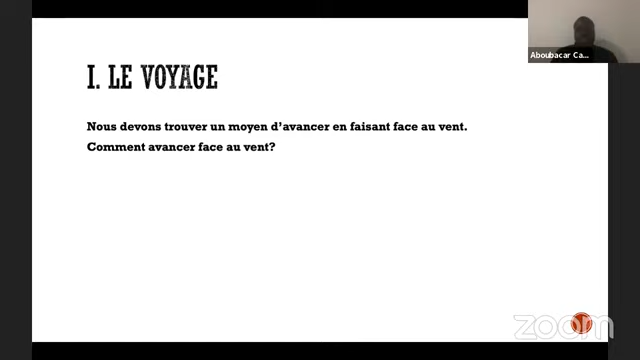 Aboubacar Ca...
I. LE VOYAGE
Nous devons trouver un moyen d'avancer en faisant face au vent.
Comment avancer face au vent?
zoom